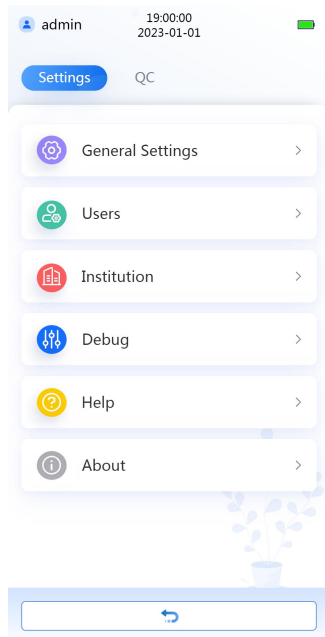 admin
19:00:00
2023-01-01
Settings
QC
General Settings
Users
Institution
Debug
Help
About